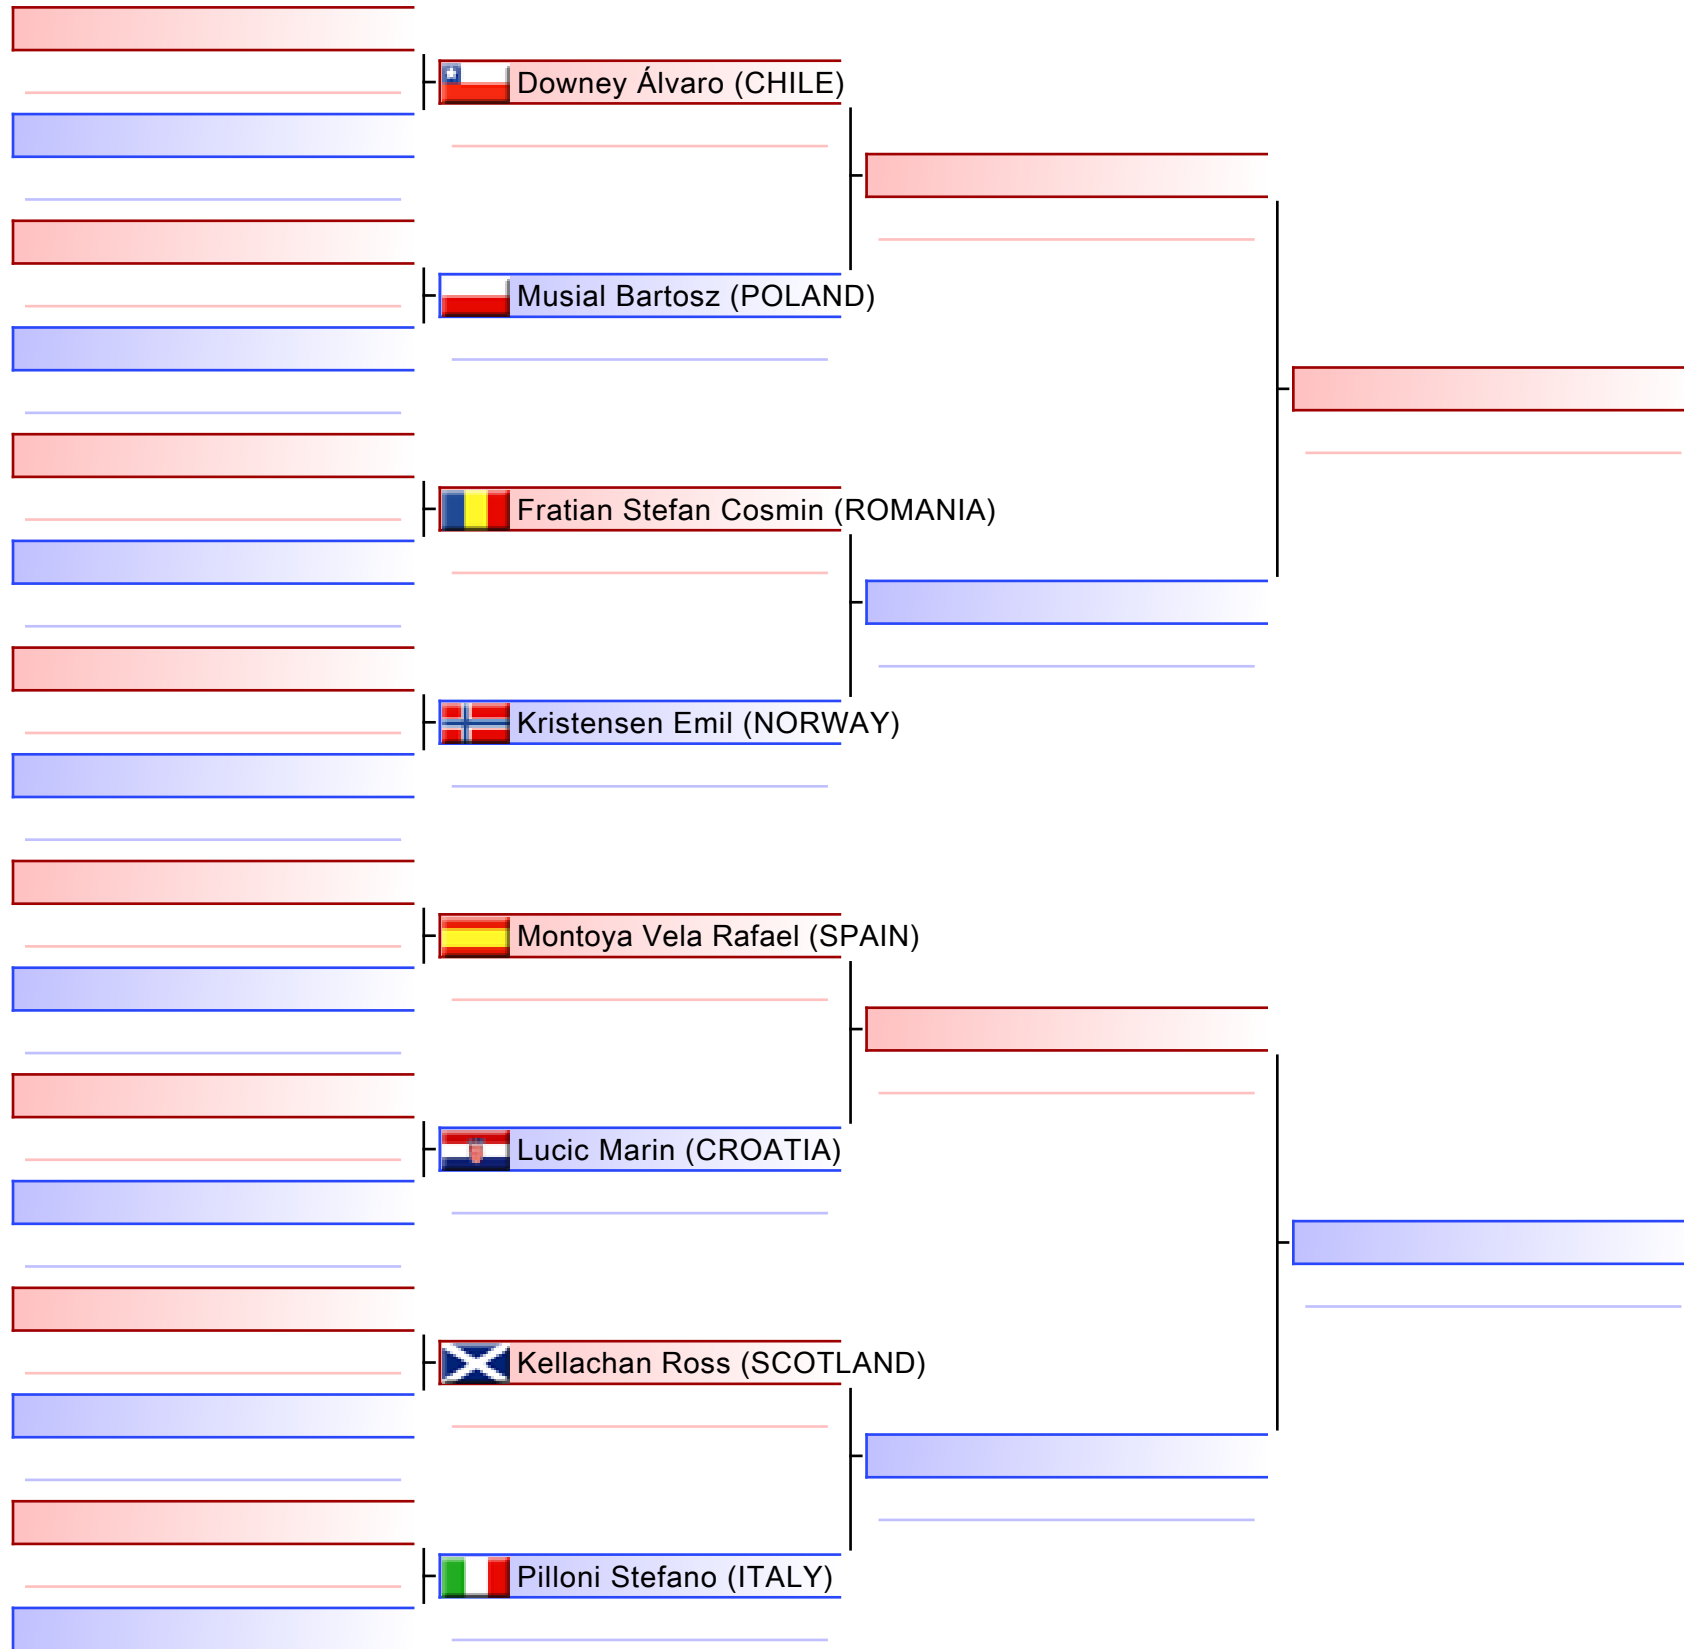 Downey Álvaro (CHILE)
Musial Bartosz (POLAND)
Fratian Stefan Cosmin (ROMANIA)
Kristensen Emil (NORWAY)
Montoya Vela Rafael (SPAIN)
Lucic Marin (CROATIA)
Kellachan Ross (SCOTLAND)
Pilloni Stefano (ITALY)